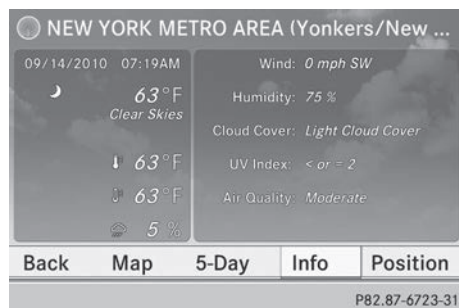 NEW YORK METRO AREA (Yonkers/New ...
09/14/2010 07:19AM
63°F
Clear Skies
63°F
63°F
5 %
Wind: 0 mph SW
Humidity: 75 %
Cloud Cover: Light Cloud Cover
UV Index: < or = 2
Air Quality: Moderate
Back Map 5-Day Info Position
P82.87-6723-31